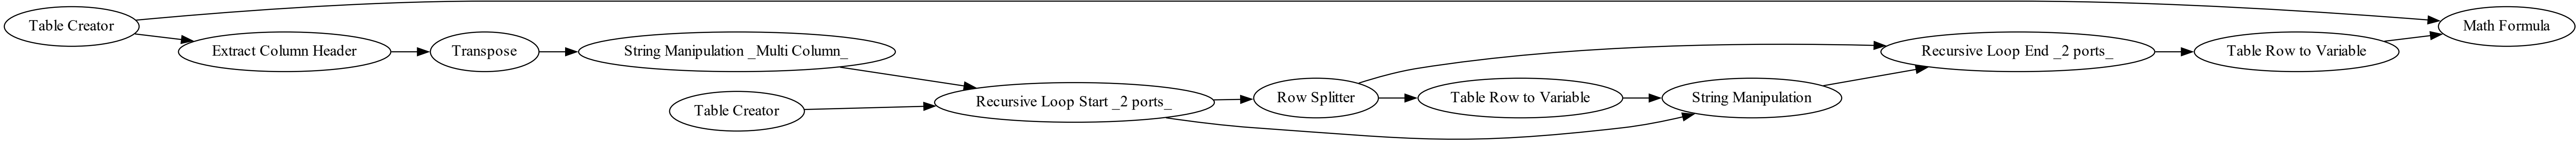 Table Creator
Extract Column Header
Transpose
String Manipulation _Multi Column_
Table Creator
Recursive Loop Start _2 ports_
Row Splitter
Table Row to Variable
String Manipulation
Recursive Loop End _2 ports_
Table Row to Variable
Math Formula